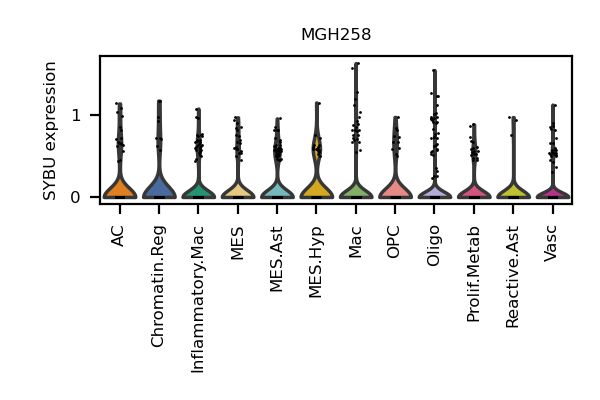 MGH258
SYBU expression
1
0
AC
Chromatin.Reg
Inflammatory.Mac
MES
MES.Ast
MES.Hyp
Mac
OPC
Oligo
Prolif.Metab
Reactive.Ast
Vasc